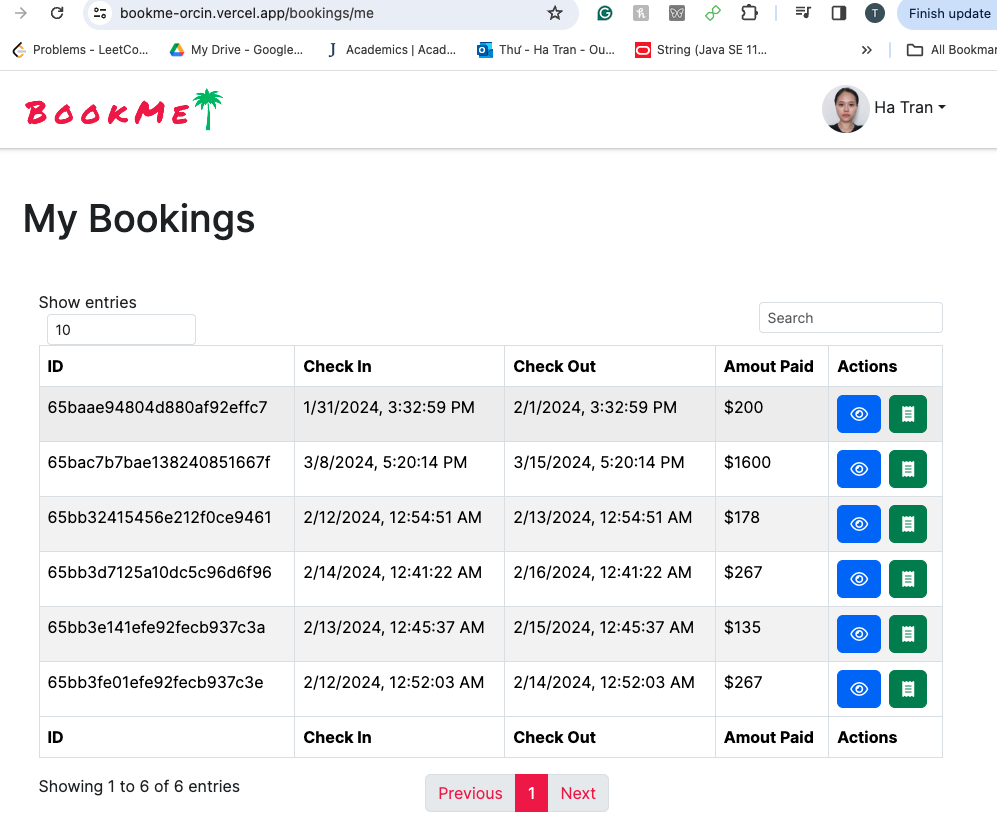 bookme-orcin.vercel.app/bookings/me T Finish update
Problems - LeetCo... My Drive - Google... Academics | Acad... Thư - Ha Tran - Ou... String (Java SE 11... All Bookmar
BookMe Ha Tran
My Bookings
Show entries
10 Search
ID Check In Check Out Amout Paid Actions
65baae94804d880af92effc7 1/31/2024, 3:32:59 PM 2/1/2024, 3:32:59 PM $200
65bac7b7bae138240851667f 3/8/2024, 5:20:14 PM 3/15/2024, 5:20:14 PM $1600
65bb32415456e212f0ce9461 2/12/2024, 12:54:51 AM 2/13/2024, 12:54:51 AM $178
65bb3d7125a10dc5c96d6f96 2/14/2024, 12:41:22 AM 2/16/2024, 12:41:22 AM $267
65bb3e141efe92fecb937c3a 2/13/2024, 12:45:37 AM 2/15/2024, 12:45:37 AM $135
65bb3fe01efe92fecb937c3e 2/12/2024, 12:52:03 AM 2/14/2024, 12:52:03 AM $267
ID Check In Check Out Amout Paid Actions
Showing 1 to 6 of 6 entries Previous 1 Next